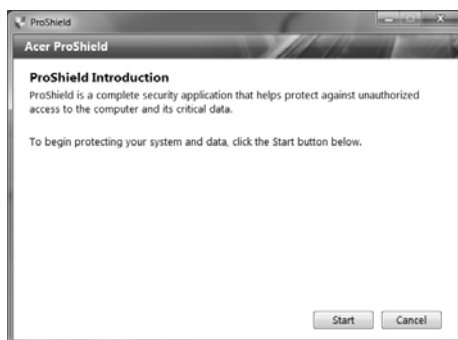 ProShield
Acer ProShield
ProShield Introduction
ProShield is a complete security application that helps protect against unauthorized
access to the computer and its critical data.
To begin protecting your system and data, click the Start button below.
Start Cancel